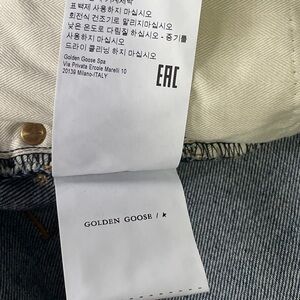 표백제 사용하지 마십시오
회전식 건조기로 말리지마십시오
낮은 온도로 다림질 하십시오 - 증기를
사용하지 마십시오
드라이 클리닝 하지 마십시오
Golden Goose Spa
Via Privata Ercole Marelli 10
20139 Milano-ITALY
EAC
GOLDEN GOOSE / k